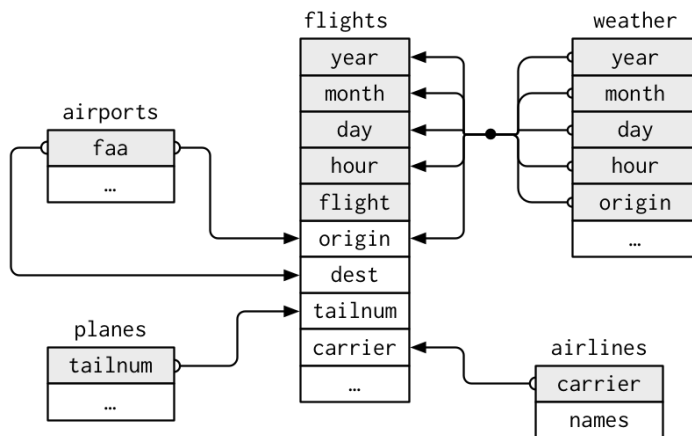 flights
year
month
day
hour
flight
origin
dest
tailnum
carrier
…
weather
year
month
day
hour
origin
…
airports
faa
…
planes
tailnum
…
airlines
carrier
names